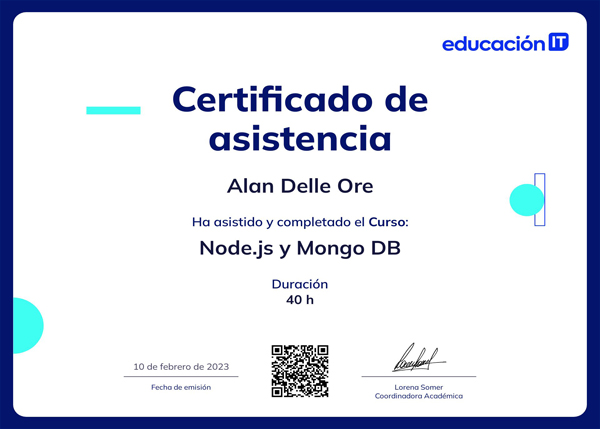 educación IT
Certificado de
asistencia
Alan Delle Ore
Ha asistido y completado el Curso:
Node.js y Mongo DB
Duración
40 h
10 de febrero de 2023
Fecha de emisión
Lorena Somer
Coordinadora Académica